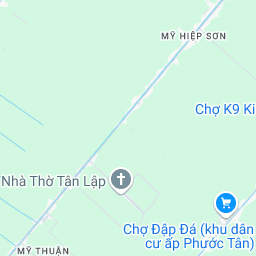 MỸ HIỆP SƠN
Chợ K9 Ki
Nhà Thờ Tân Lập
Chợ Đập Đá (khu dân
cư ấp Phước Tân)
MỸ THUẬN